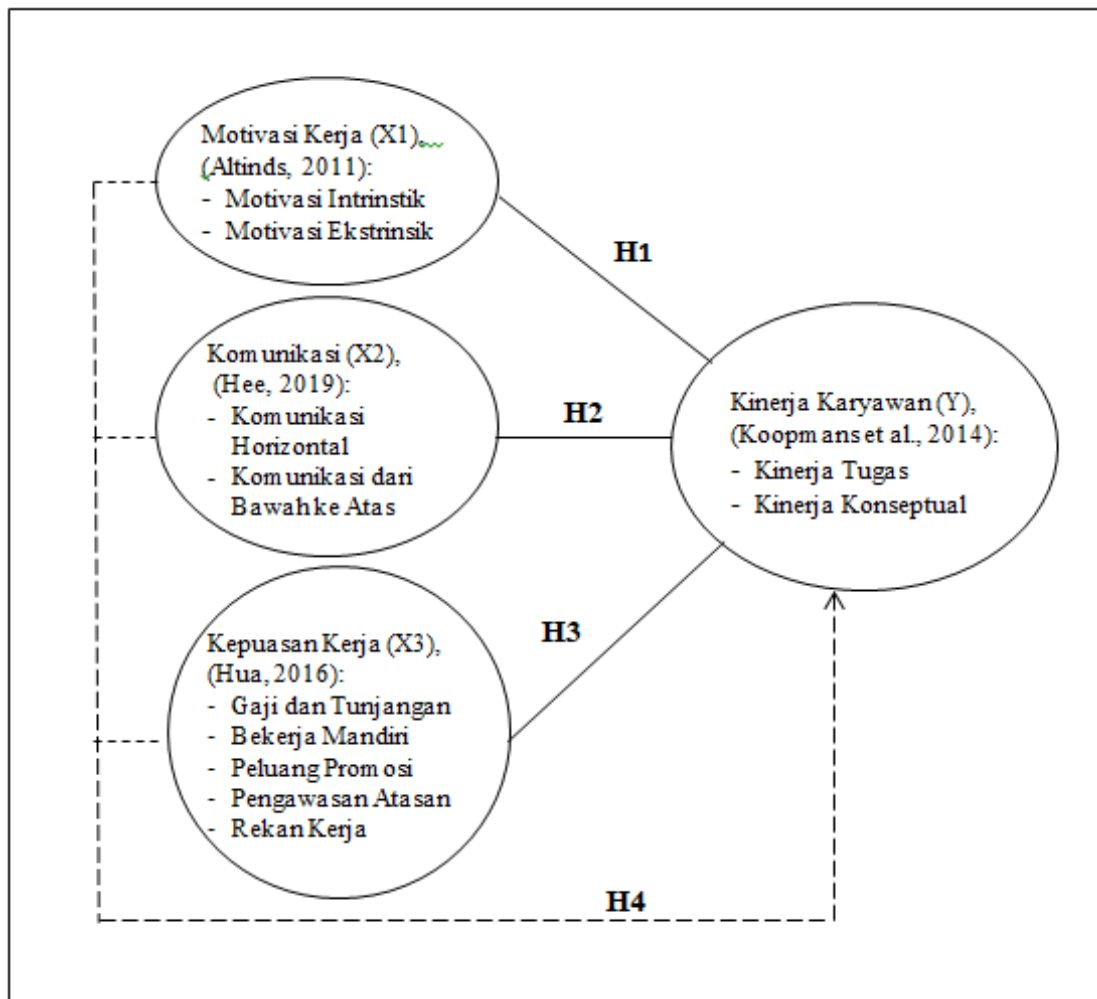 Motivasi Kerja (X1),
(Altinds, 2011):
- Motivasi Intrinstik
- Motivasi Ekstrinsik
H1
Komunikasi (X2),
(Hee, 2019):
- Komunikasi
Horizontal
- Komunikasi dari
Bawah ke Atas
H2
Kinerja Karyawan (Y),
(Koopmans et al., 2014):
- Kinerja Tugas
- Kinerja Konseptual
Kepuasan Kerja (X3),
(Hua, 2016):
- Gaji dan Tunjangan
- Bekerja Mandiri
- Peluang Promosi
- Pengawasan Atasan
- Rekan Kerja
H3
H4